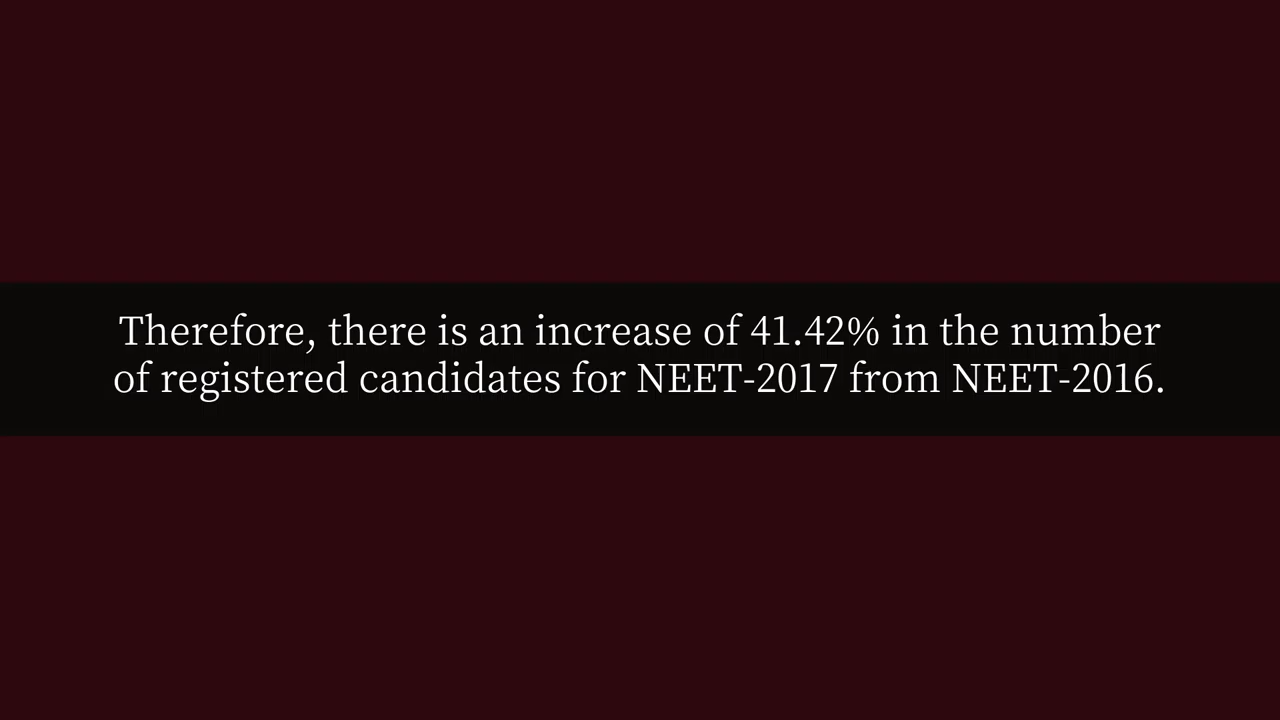 Therefore, there is an increase of 41.42% in the number
of registered candidates for NEET-2017 from NEET-2016.